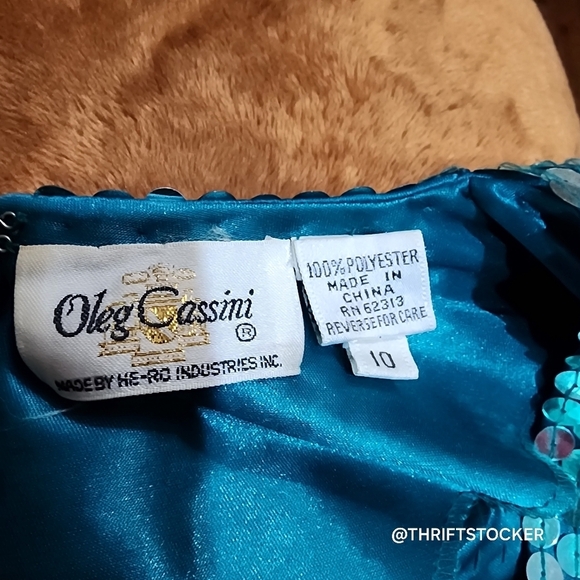 Oleg Cassini ®
MADE BY HE-RO INDUSTRIES INC.
100% POLYESTER
MADE IN
CHINA
RN 62313
REVERSE FOR CARE
10
@THRIFTSTOCKER